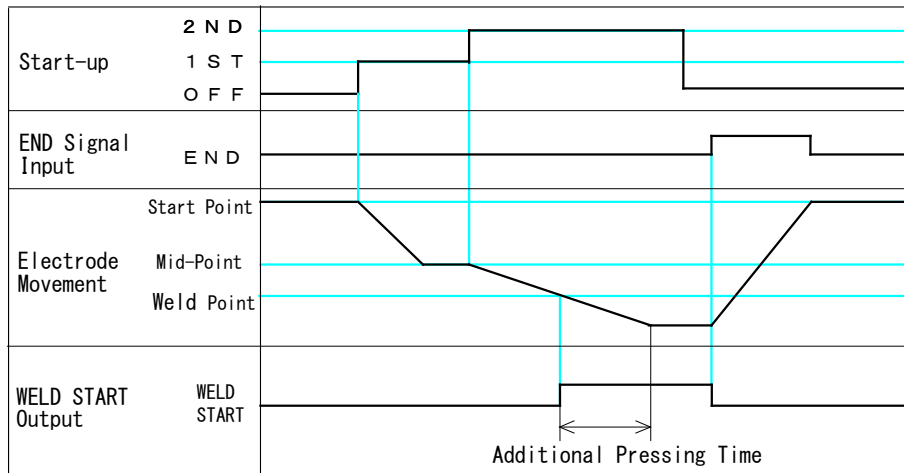 2ND
Start-up 1ST
OFF
END Signal
Input END
Start Point
Electrode Mid-Point
Movement
Weld Point
WELD START WELD
Output START
Additional Pressing Time